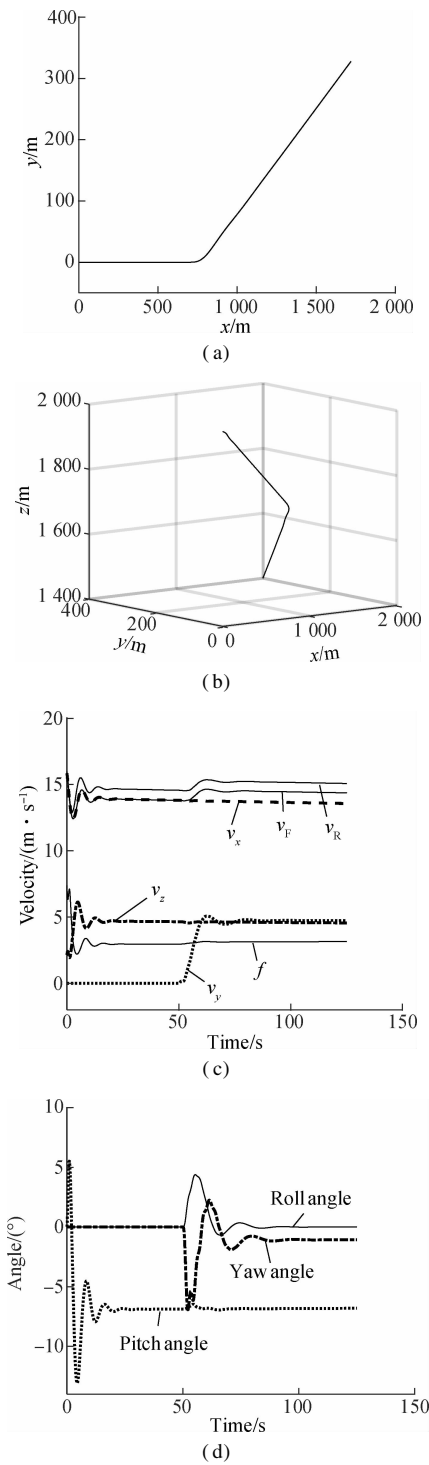 400
300
200
100
0
y/m
0
500
1 000
1 500
2 000
x/m
(a)
2 000
1 800
1 600
1 400
z/m
400
200
0
y/m
0
1 000
2 000
x/m
(b)
20
15
10
5
0
Velocity/(m · s⁻¹)
vₓ
v_F
v_R
v_z
f
v_y
0
50
100
150
Time/s
(c)
10
5
0
−5
−10
Angle/(°)
Roll angle
Yaw angle
Pitch angle
0
50
100
150
Time/s
(d)